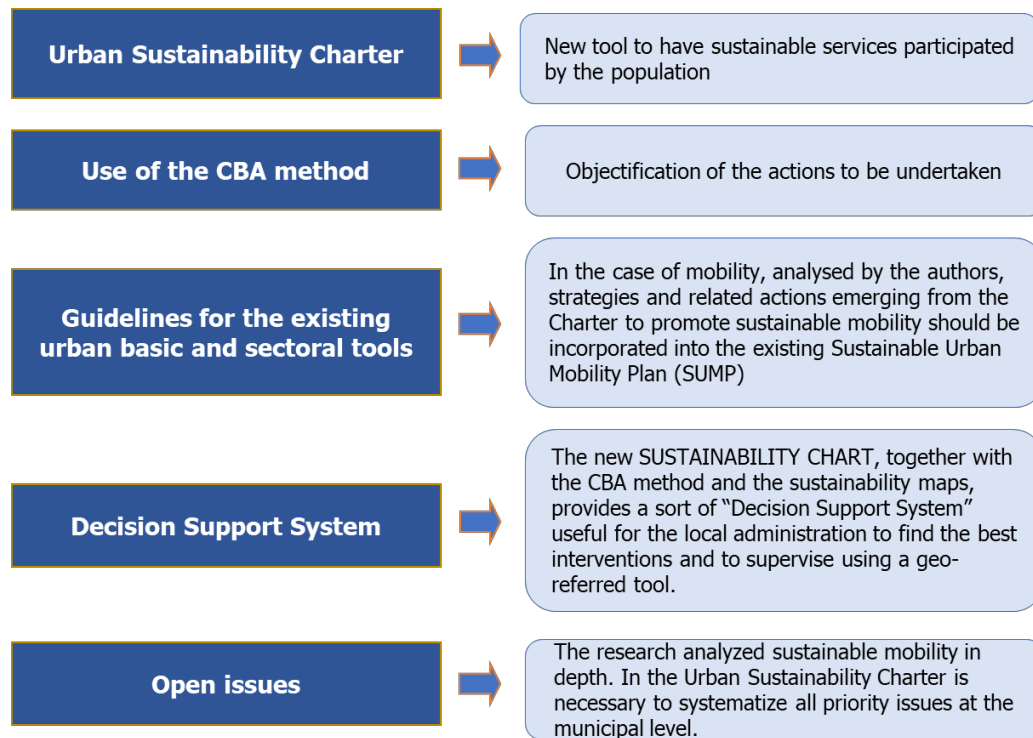 Urban Sustainability Charter
New tool to have sustainable services participated
by the population
Use of the CBA method
Objectification of the actions to be undertaken
Guidelines for the existing
urban basic and sectoral tools
In the case of mobility, analysed by the authors,
strategies and related actions emerging from the
Charter to promote sustainable mobility should be
incorporated into the existing Sustainable Urban
Mobility Plan (SUMP)
Decision Support System
The new SUSTAINABILITY CHART, together with
the CBA method and the sustainability maps,
provides a sort of “Decision Support System”
useful for the local administration to find the best
interventions and to supervise using a geo-
referred tool.
Open issues
The research analyzed sustainable mobility in
depth. In the Urban Sustainability Charter is
necessary to systematize all priority issues at the
municipal level.